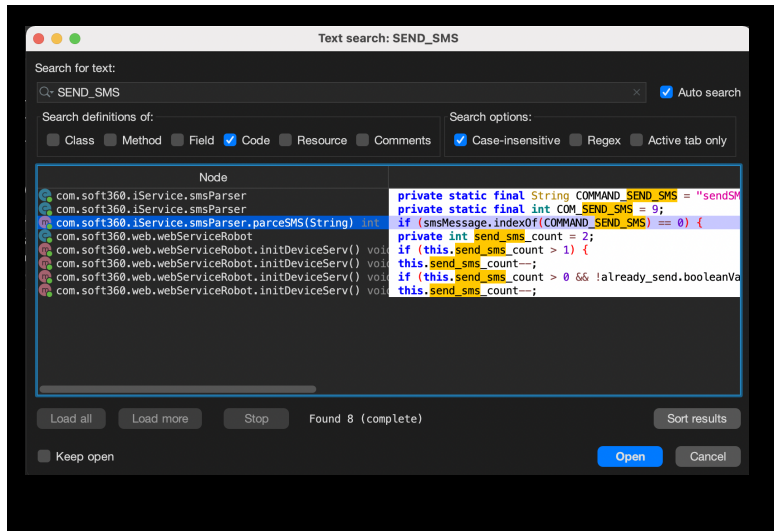 Text search: SEND_SMS
Search for text:
SEND_SMS
Auto search
Search definitions of:
Search options:
Class Method Field Code Resource Comments
Case-insensitive Regex Active tab only
Node
com.soft360.iService.smsParser private static final String COMMAND_SEND_SMS = "sendSM
com.soft360.iService.smsParser private static final int COM_SEND_SMS = 9;
com.soft360.iService.smsParser.parceSMS(String) int if (smsMessage.indexOf(COMMAND_SEND_SMS) == 0) {
com.soft360.web.webServiceRobot private int send_sms_count = 2;
com.soft360.web.webServiceRobot.initDeviceServ() void if (this.send_sms_count > 1) {
com.soft360.web.webServiceRobot.initDeviceServ() void this.send_sms_count--;
com.soft360.web.webServiceRobot.initDeviceServ() void if (this.send_sms_count > 0 && !already_send.booleanVa
com.soft360.web.webServiceRobot.initDeviceServ() void this.send_sms_count--;
Load all Load more Stop Found 8 (complete) Sort results
Keep open Open Cancel